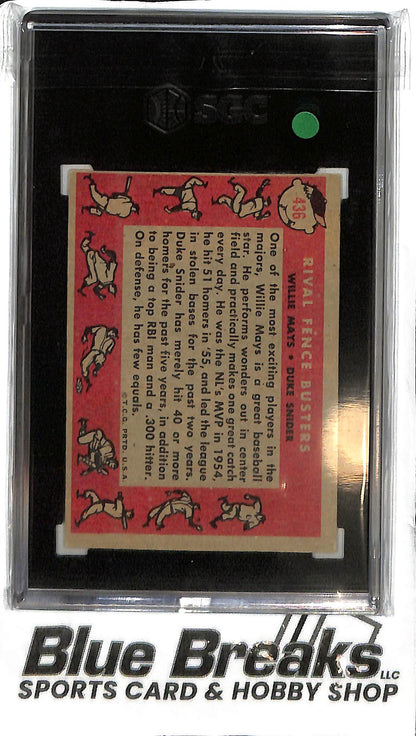 SGC
436
RIVAL FENCE BUSTERS
WILLIE MAYS • DUKE SNIDER
One of the most exciting players in the
majors, Willie Mays is a great baseball
star. He performs wonders out in center
field and practically makes one great catch
every day. He was the NL's MVP in 1954,
he hit 51 homers in '55, and led the league
in stolen bases for the past two years.
Duke Snider has merely hit 40 or more
homers for the past five years, in addition
to being a top RBI man and a .300 hitter.
On defense, he has few equals.
© T. C. G. PRTD. U. S. A.
Blue Breaks LLC
SPORTS CARD & HOBBY SHOP